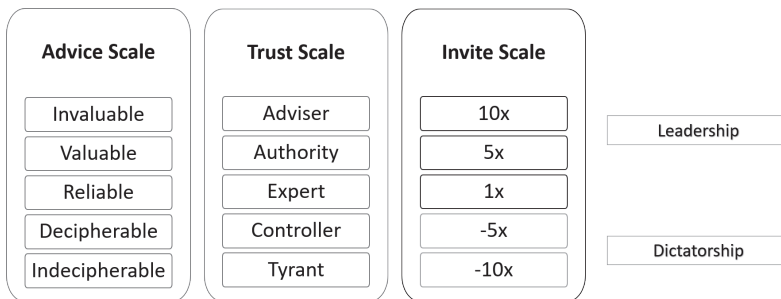 Advice Scale
Invaluable
Valuable
Reliable
Decipherable
Indecipherable
Trust Scale
Adviser
Authority
Expert
Controller
Tyrant
Invite Scale
10x
5x
1x
-5x
-10x
Leadership
Dictatorship